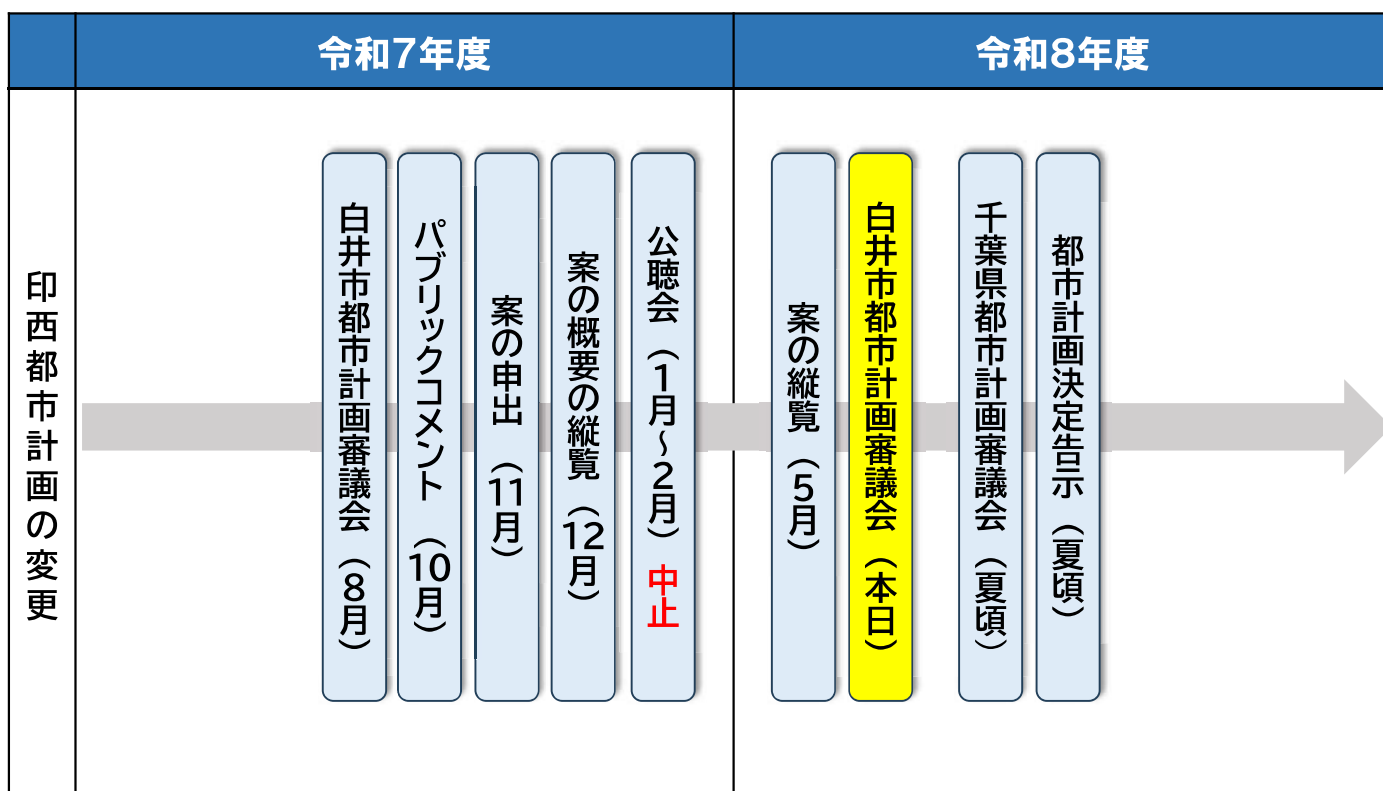 令和7年度
令和8年度
印西都市計画の変更
白井市都市計画審議会（8月）
パブリックコメント（10月）
案の申出（11月）
案の概要の縦覧（12月）
公聴会（1月～2月）中止
案の縦覧（5月）
白井市都市計画審議会（本日）
千葉県都市計画審議会（夏頃）
都市計画決定告示（夏頃）